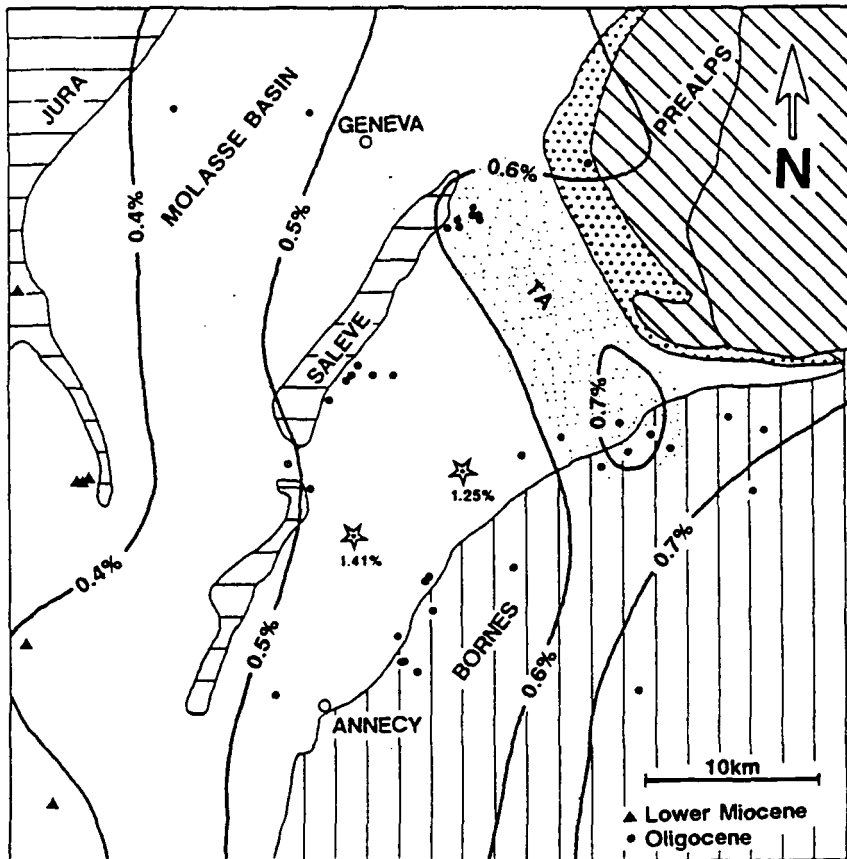 JURA
MOLASSE BASIN
GENEVA
PREALPS
N
0.6%
0.4%
0.5%
TA
SALEVE
0.7%
1.25%
1.41%
0.7%
0.4%
0.5%
BORNES
0.6%
ANNECY
10km
▲ Lower Miocene
• Oligocene